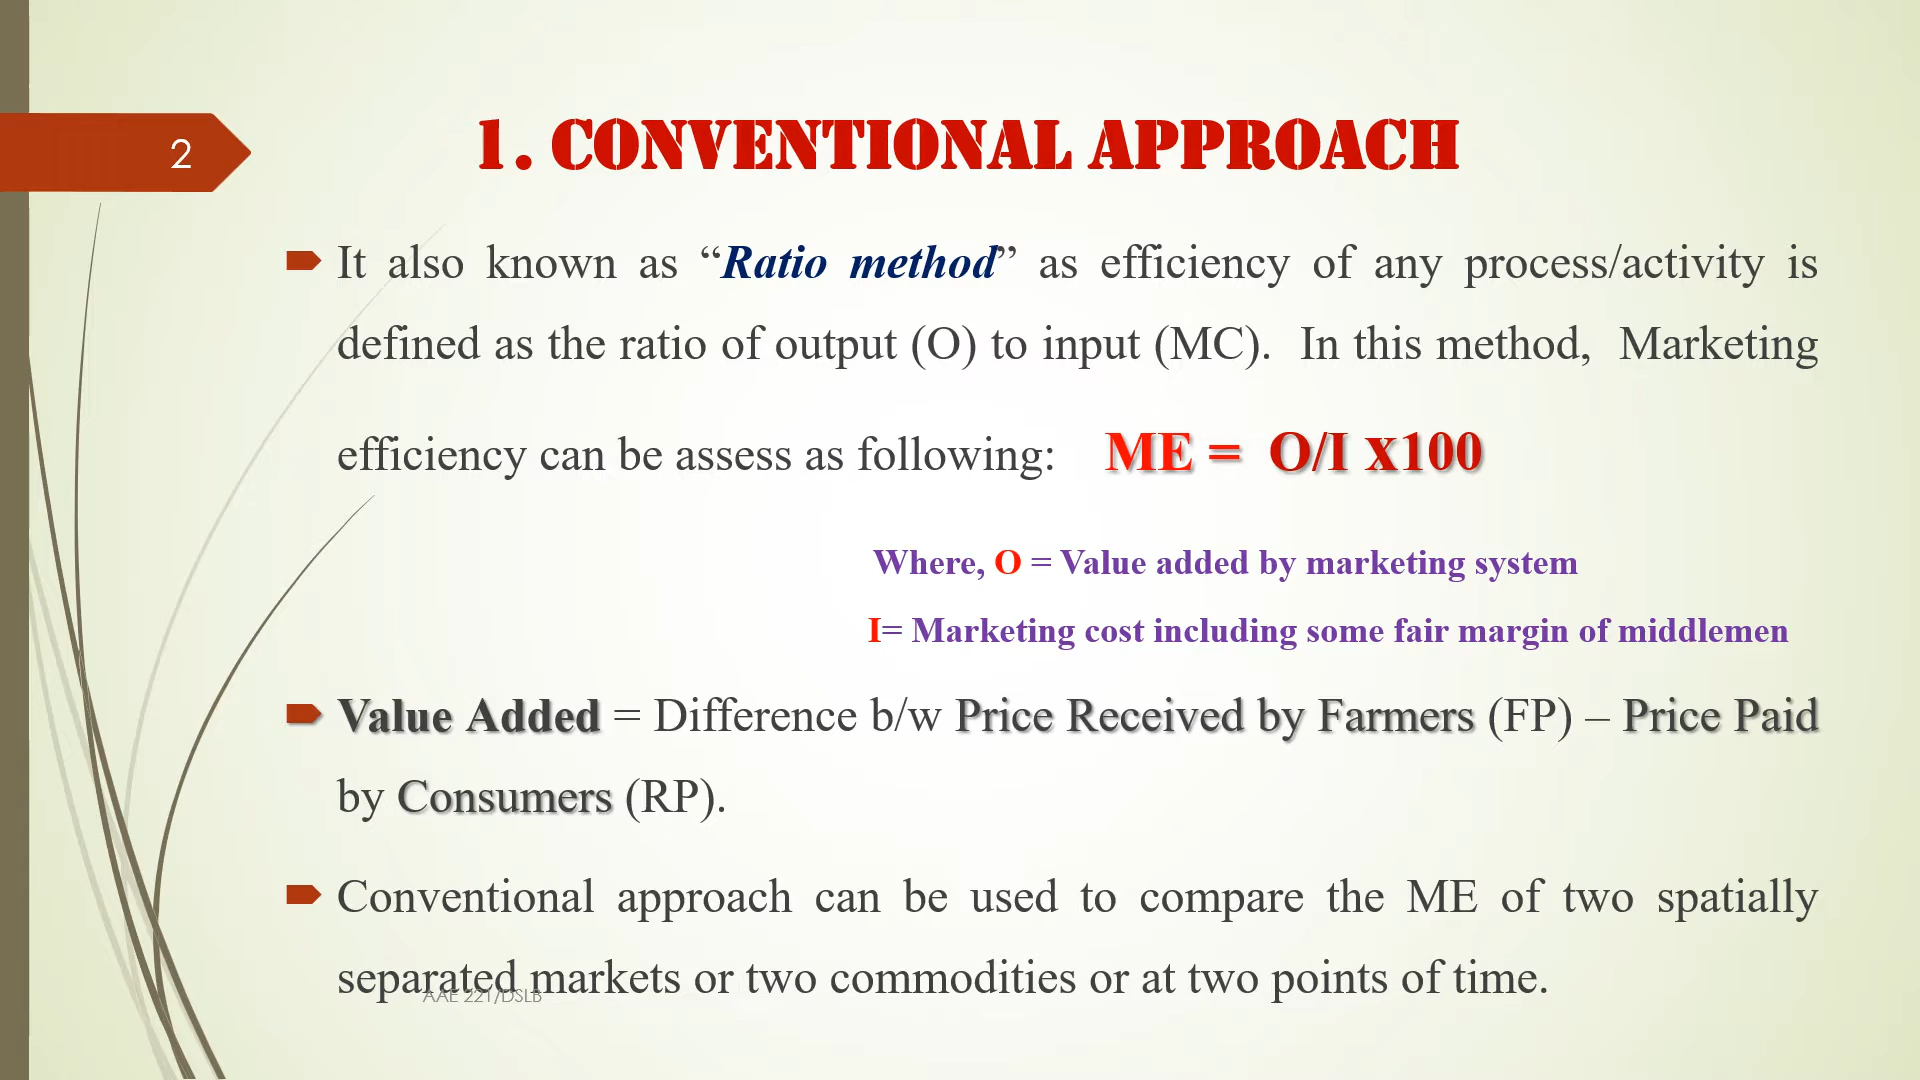 2
1. CONVENTIONAL APPROACH
It also known as “Ratio method” as efficiency of any process/activity is
defined as the ratio of output (O) to input (MC). In this method, Marketing
efficiency can be assess as following: ME = O/I X100
Where, O = Value added by marketing system
I= Marketing cost including some fair margin of middlemen
Value Added = Difference b/w Price Received by Farmers (FP) – Price Paid
by Consumers (RP).
Conventional approach can be used to compare the ME of two spatially
separated markets or two commodities or at two points of time.
AAE 221/DSLB